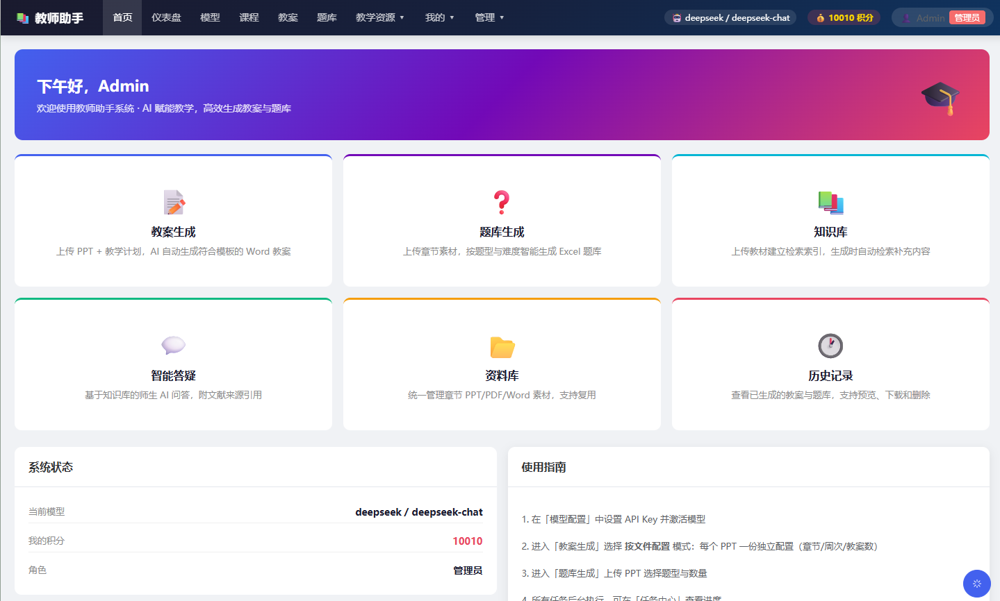 教师助手 首页 仪表盘 模型 课程 教案 题库 教学资源 ▼ 我的 ▼ 管理 ▼ deepseek / deepseek-chat 10010 积分 Admin 管理员
下午好，Admin
欢迎使用教师助手系统 · AI 赋能教学，高效生成教案与题库
教案生成
上传 PPT + 教学计划，AI 自动生成符合模板的 Word 教案
题库生成
上传章节素材，按题型与难度智能生成 Excel 题库
知识库
上传教材建立检索索引，生成时自动检索补充内容
智能答疑
基于知识库的师生 AI 问答，附文献来源引用
资料库
统一管理章节 PPT/PDF/Word 素材，支持复用
历史记录
查看已生成的教案与题库，支持预览、下载和删除
系统状态
当前模型 deepseek / deepseek-chat
我的积分 10010
角色 管理员
使用指南
1. 在「模型配置」中设置 API Key 并激活模型
2. 进入「教案生成」选择 按文件配置 模式：每个 PPT 一份独立配置（章节/周次/教案数）
3. 进入「题库生成」上传 PPT 选择题型与数量
4. 所有任务后台执行，可在「任务中心」查看进度